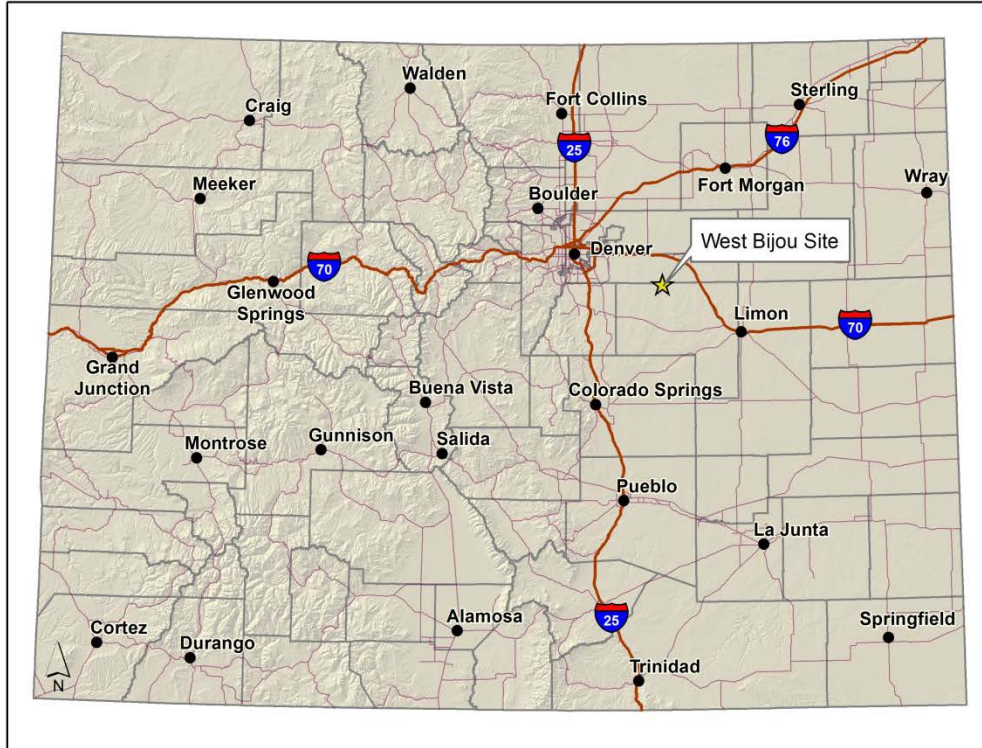 Walden
Craig
Fort Collins
Sterling
25
76
Meeker
Fort Morgan
Wray
Boulder
West Bijou Site
Denver
70
Glenwood
Springs
Limon
70
Grand
Junction
Buena Vista
Colorado Springs
Montrose
Gunnison
Salida
Pueblo
La Junta
Alamosa
25
Springfield
Cortez
Durango
N
Trinidad